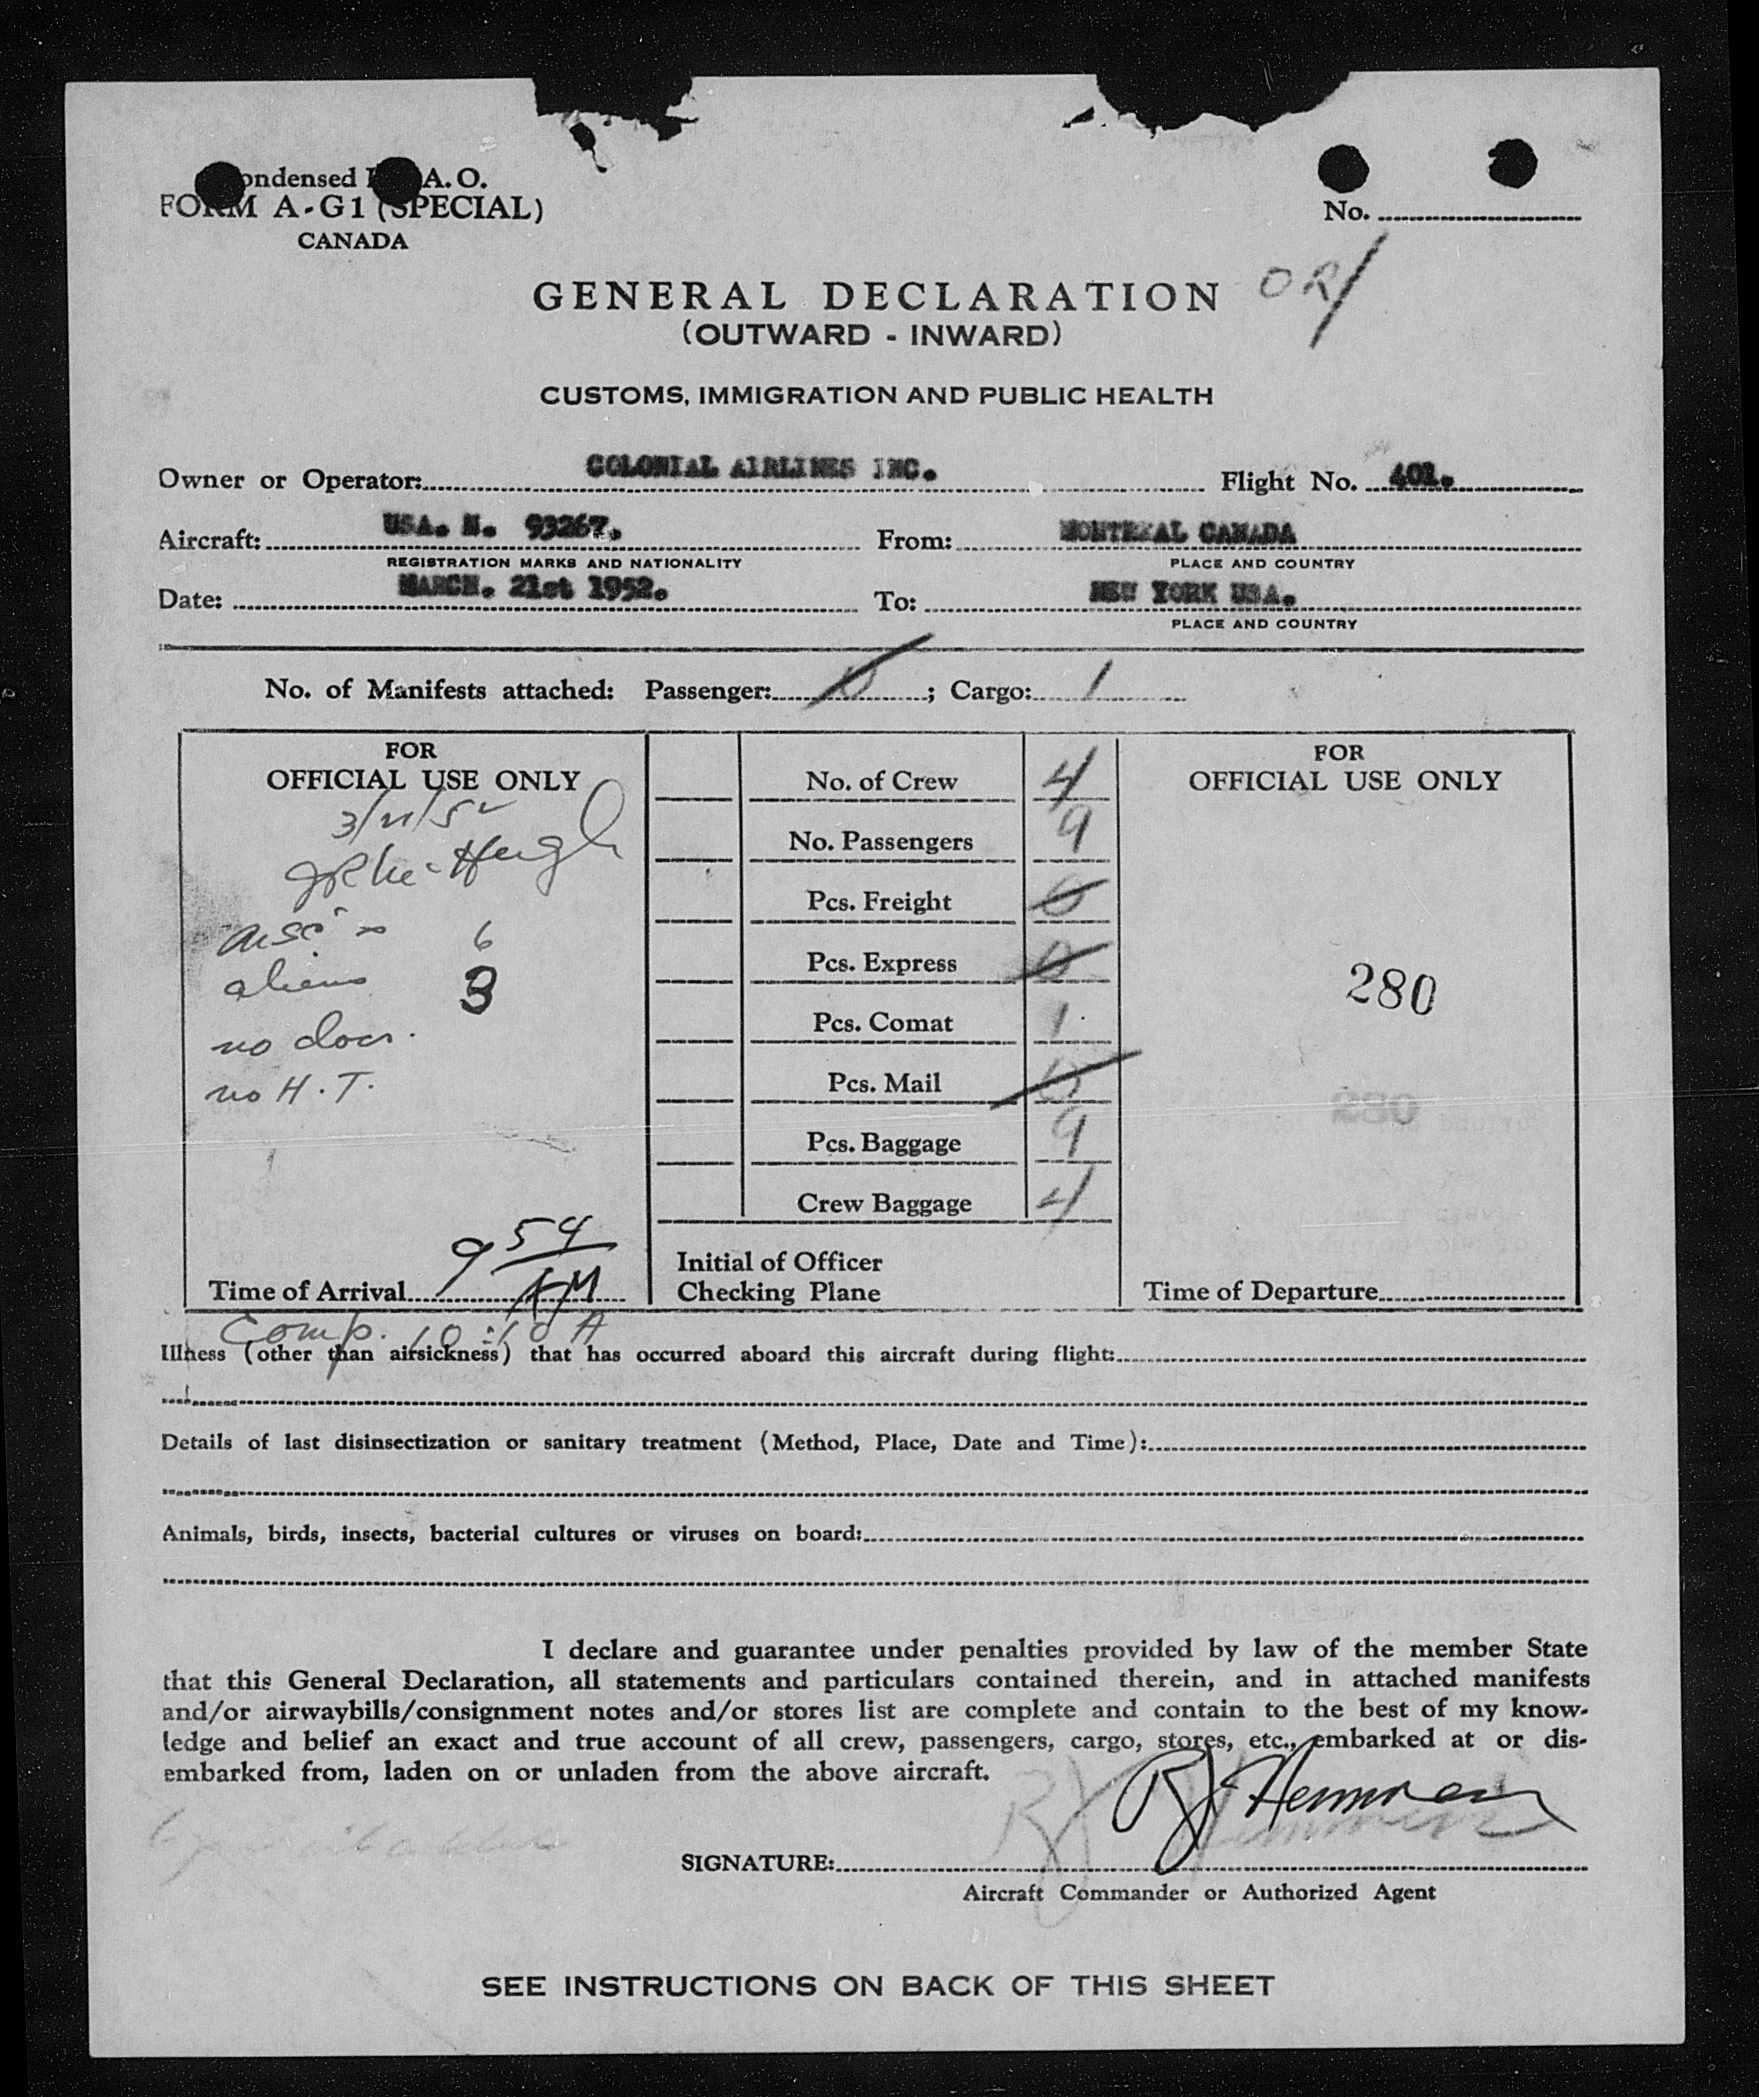 ondensed A.O.
FORM A-G1 (SPECIAL)
CANADA
No.
OR
GENERAL DECLARATION
(OUTWARD - INWARD)
CUSTOMS, IMMIGRATION AND PUBLIC HEALTH
Owner or Operator: COLONIAL AIRLINES INC. Flight No. 401.
Aircraft: USA. N. 93267. From: MONTREAL CANADA
REGISTRATION MARKS AND NATIONALITY PLACE AND COUNTRY
Date: MARCH. 21st 1952. To: NEW YORK USA.
PLACE AND COUNTRY
No. of Manifests attached: Passenger: 0; Cargo: 1
FOR
OFFICIAL USE ONLY
3/21/52
6
aliens 3
no docs.
no H.T.
Time of Arrival 9 54 AM
Comp. 10:10 A
No. of Crew 4
No. Passengers 9
Pcs. Freight 0
Pcs. Express 0
Pcs. Comat 1
Pcs. Mail 0
Pcs. Baggage 9
Crew Baggage 4
Initial of Officer
Checking Plane
FOR
OFFICIAL USE ONLY
280
Time of Departure
Illness (other than airsickness) that has occurred aboard this aircraft during flight:
Details of last disinsectization or sanitary treatment (Method, Place, Date and Time):
Animals, birds, insects, bacterial cultures or viruses on board:
I declare and guarantee under penalties provided by law of the member State
that this General Declaration, all statements and particulars contained therein, and in attached manifests
and/or airwaybills/consignment notes and/or stores list are complete and contain to the best of my know-
ledge and belief an exact and true account of all crew, passengers, cargo, stores, etc., embarked at or dis-
embarked from, laden on or unladen from the above aircraft.
SIGNATURE:
Aircraft Commander or Authorized Agent
SEE INSTRUCTIONS ON BACK OF THIS SHEET